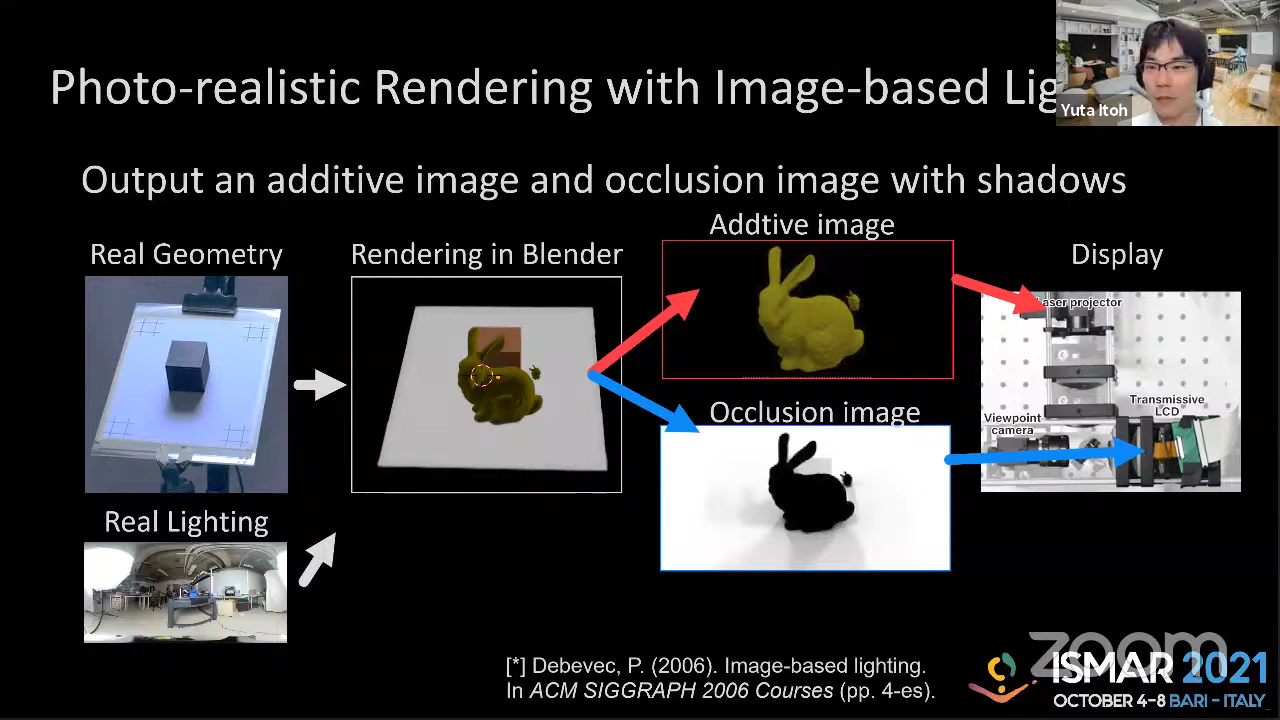 Photo-realistic Rendering with Image-based Lig
Yuta Itoh
Output an additive image and occlusion image with shadows
Real Geometry
Rendering in Blender
Addtive image
Display
Laser projector
Occlusion image
Viewpoint
camera
Transmissive
LCD
Real Lighting
[*] Debevec, P. (2006). Image-based lighting.
In ACM SIGGRAPH 2006 Courses (pp. 4-es).
zoom
ISMAR 2021
OCTOBER 4-8 BARI - ITALY